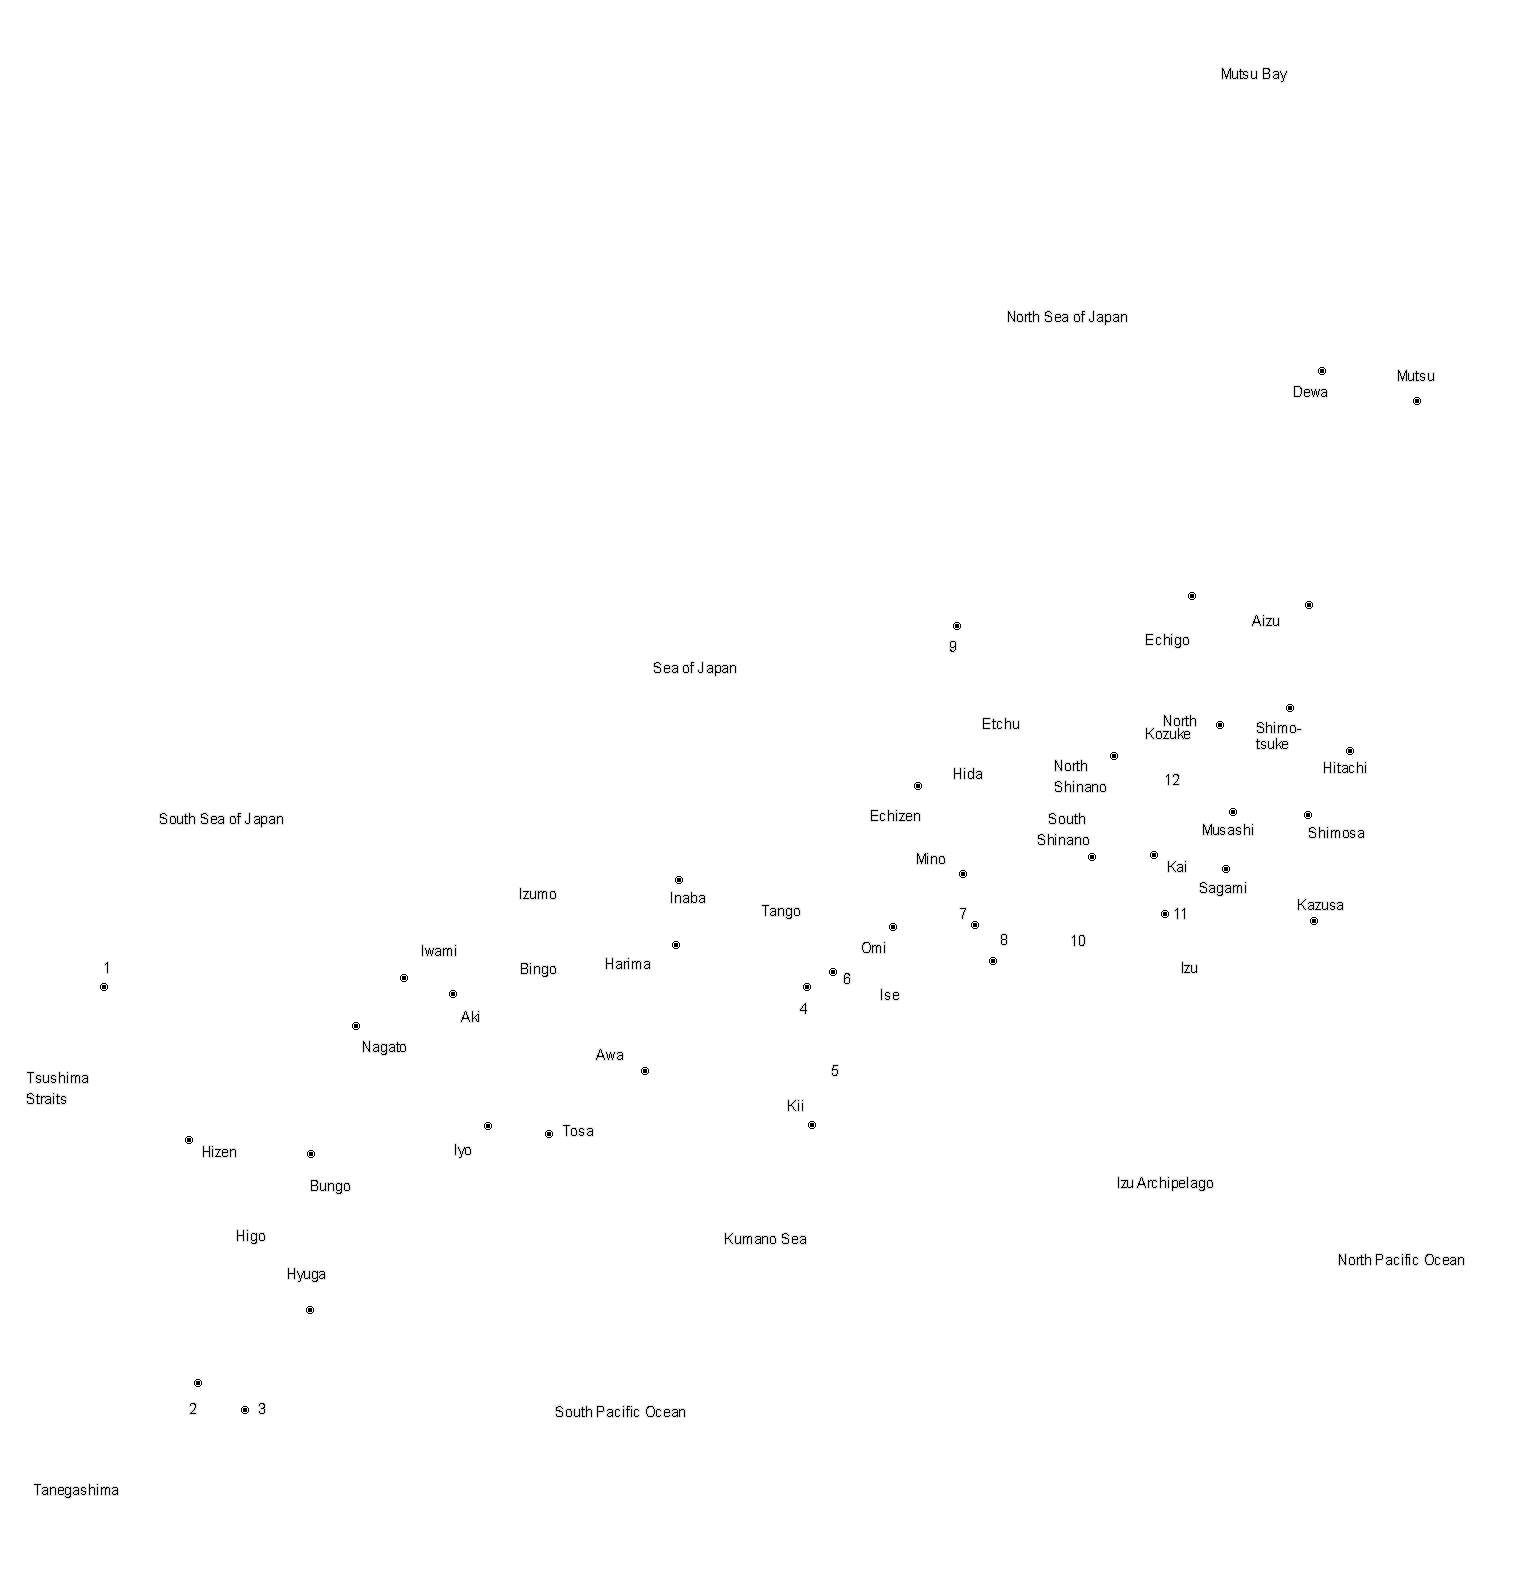 Mutsu Bay
North Sea of Japan
Dewa
Mutsu
Aizu
Echigo
9
Sea of Japan
Etchu
North
Kozuke
Shimo-
tsuke
Hida
North
Shinano
12
Hitachi
Echizen
South Sea of Japan
South
Shinano
Musashi
Shimosa
Mino
Kai
Sagami
Izumo
Inaba
Tango
7
11
Kazusa
8
10
Omi
Iwami
Harima
Bingo
1
Izu
6
Ise
4
Aki
Nagato
Awa
5
Tsushima
Straits
Kii
Tosa
Iyo
Hizen
Bungo
Izu Archipelago
Higo
Kumano Sea
North Pacific Ocean
Hyuga
2
3
South Pacific Ocean
Tanegashima